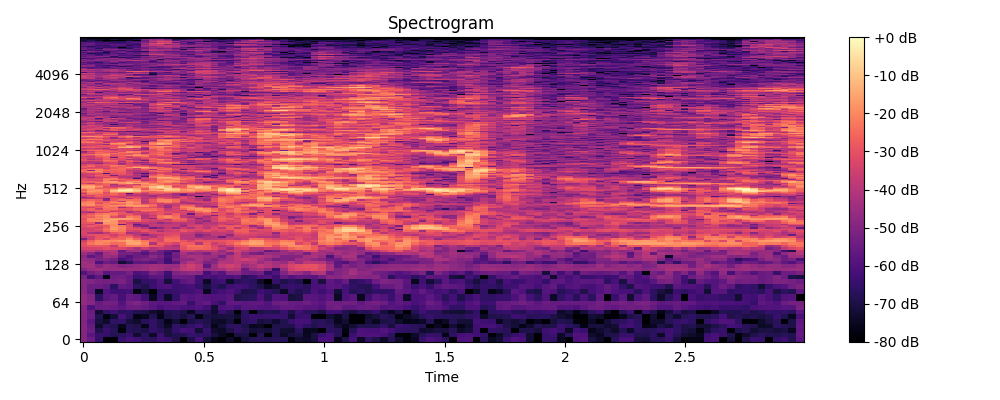 Spectrogram
Hz
4096
2048
1024
512
256
128
64
0
0
0.5
1
1.5
2
2.5
Time
+0 dB
-10 dB
-20 dB
-30 dB
-40 dB
-50 dB
-60 dB
-70 dB
-80 dB